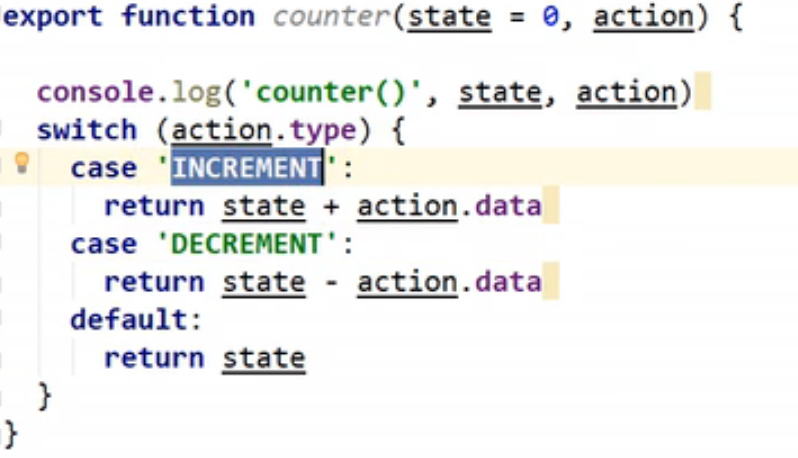 export function counter(state = 0, action) {
console.log('counter()', state, action)
switch (action.type) {
case 'INCREMENT':
return state + action.data
case 'DECREMENT':
return state - action.data
default:
return state
}
}